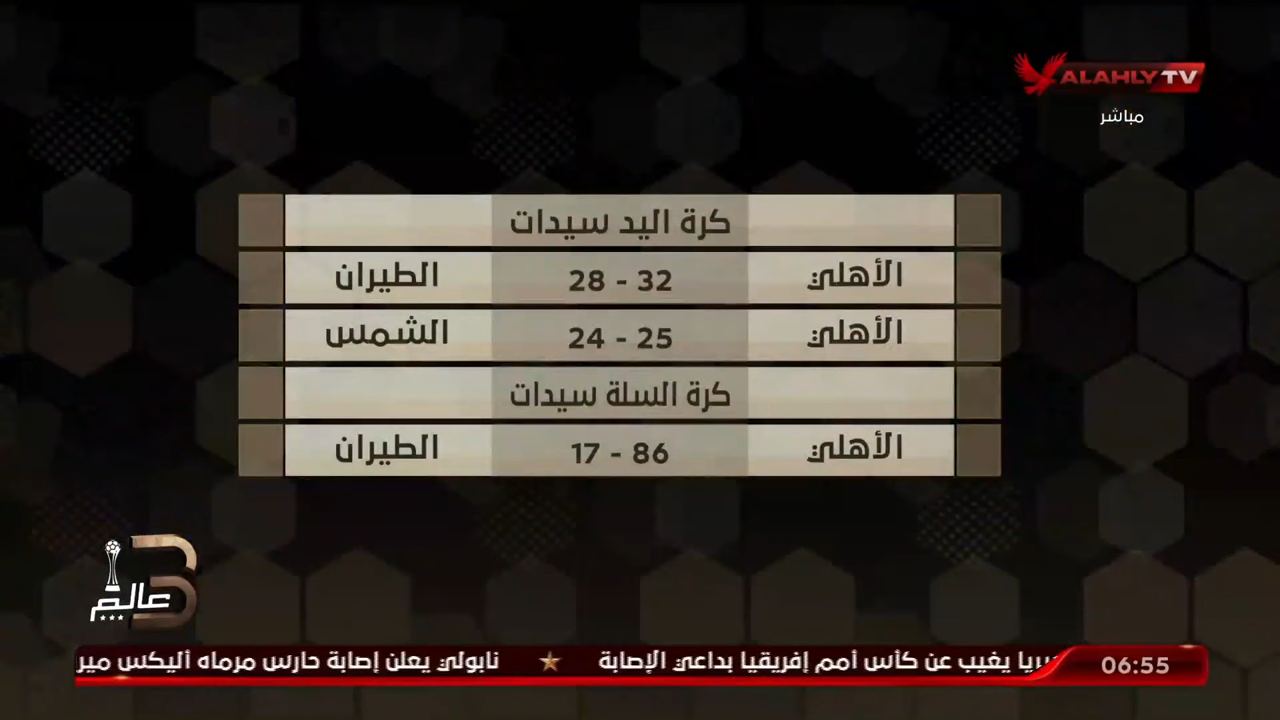 ALAHLY TV
مباشر
كرة اليد سيدات
الأهلي 32 - 28 الطيران
الأهلي 25 - 24 الشمس
كرة السلة سيدات
الأهلي 86 - 17 الطيران
3
عالم
06:55
يغيب عن كأس أمم إفريقيا بداعي الإصابة ★ نابولي يعلن إصابة حارس مرماه أليكس